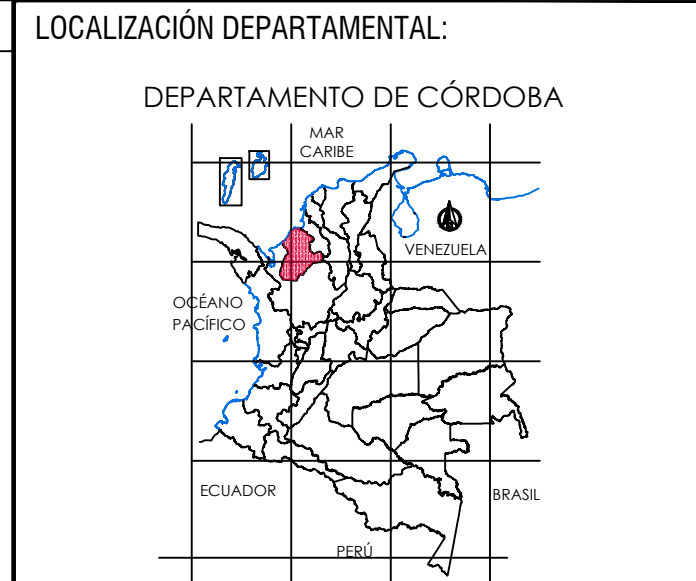 LOCALIZACIÓN DEPARTAMENTAL:
DEPARTAMENTO DE CÓRDOBA
MAR
CARIBE
VENEZUELA
OCÉANO
PACÍFICO
ECUADOR
BRASIL
PERÚ